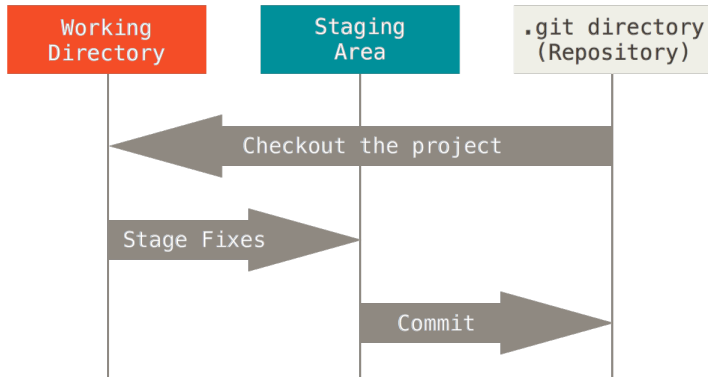 Working
Directory
Staging
Area
.git directory
(Repository)
Checkout the project
Stage Fixes
Commit